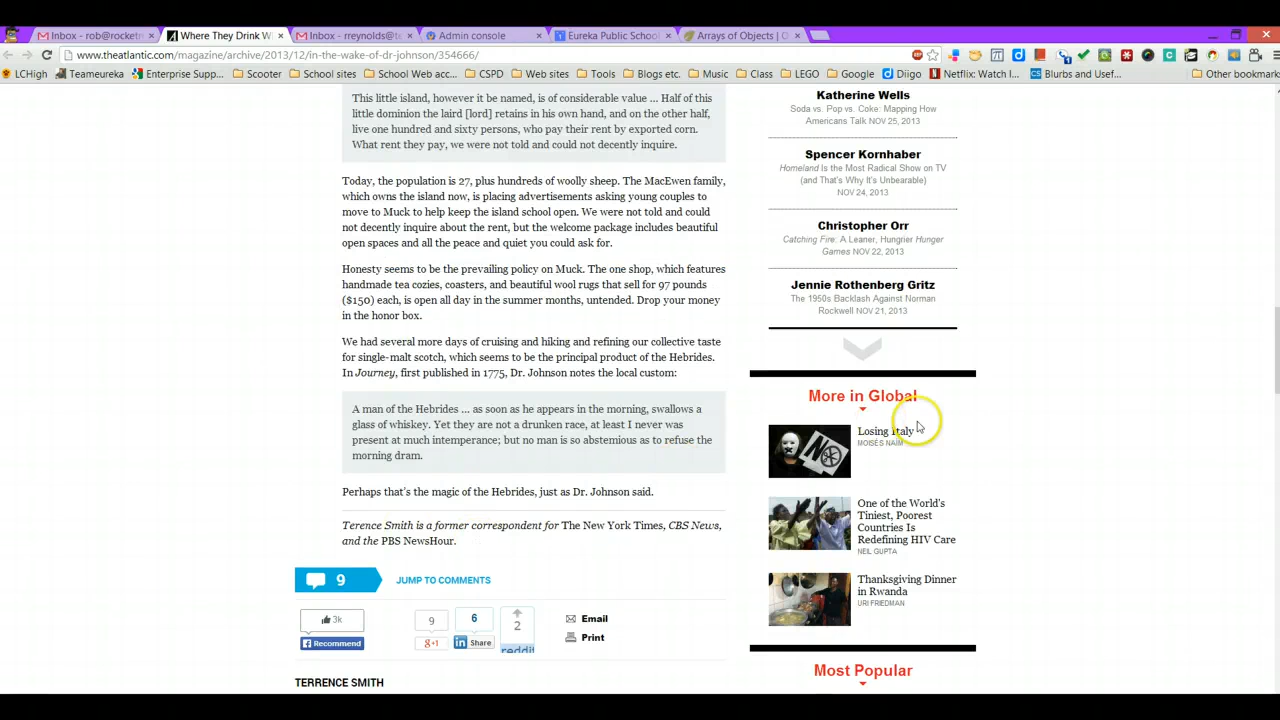 Inbox - rob@rocketr
Where They Drink W
Inbox - rreynolds@te
Admin console
Eureka Public School
Arrays of Objects | O
www.theatlantic.com/magazine/archive/2013/12/in-the-wake-of-dr-johnson/354666/
LCHigh
Teameureka
Enterprise Supp...
Scooter
School sites
School Web acc...
CSPD
Web sites
Tools
Blogs etc.
Music
Class
LEGO
Google
Diigo
Netflix: Watch I...
Blurbs and Usef...
Other bookmarks
This little island, however it be named, is of considerable value ... Half of this
little dominion the laird [lord] retains in his own hand, and on the other half,
live one hundred and sixty persons, who pay their rent by exported corn.
What rent they pay, we were not told and could not decently inquire.
Today, the population is 27, plus hundreds of woolly sheep. The MacEwen family,
which owns the island now, is placing advertisements asking young couples to
move to Muck to help keep the island school open. We were not told and could
not decently inquire about the rent, but the welcome package includes beautiful
open spaces and all the peace and quiet you could ask for.
Honesty seems to be the prevailing policy on Muck. The one shop, which features
handmade tea cozies, coasters, and beautiful wool rugs that sell for 97 pounds
($150) each, is open all day in the summer months, untended. Drop your money
in the honor box.
We had several more days of cruising and hiking and refining our collective taste
for single-malt scotch, which seems to be the principal product of the Hebrides.
In Journey, first published in 1775, Dr. Johnson notes the local custom:
A man of the Hebrides ... as soon as he appears in the morning, swallows a
glass of whiskey. Yet they are not a drunken race, at least I never was
present at much intemperance; but no man is so abstemious as to refuse the
morning dram.
Perhaps that's the magic of the Hebrides, just as Dr. Johnson said.
Terence Smith is a former correspondent for The New York Times, CBS News,
and the PBS NewsHour.
9
JUMP TO COMMENTS
3k
Recommend
9
g+1
6
in Share
2
reddit
Email
Print
TERRENCE SMITH
Katherine Wells
Soda vs. Pop vs. Coke: Mapping How
Americans Talk NOV 25, 2013
Spencer Kornhaber
Homeland Is the Most Radical Show on TV
(and That's Why It's Unbearable)
NOV 24, 2013
Christopher Orr
Catching Fire: A Leaner, Hungrier Hunger
Games NOV 22, 2013
Jennie Rothenberg Gritz
The 1950s Backlash Against Norman
Rockwell NOV 21, 2013
More in Global
NO
Losing Italy
MOISÉS NAÍM
One of the World's
Tiniest, Poorest
Countries Is
Redefining HIV Care
NEIL GUPTA
Thanksgiving Dinner
in Rwanda
URI FRIEDMAN
Most Popular